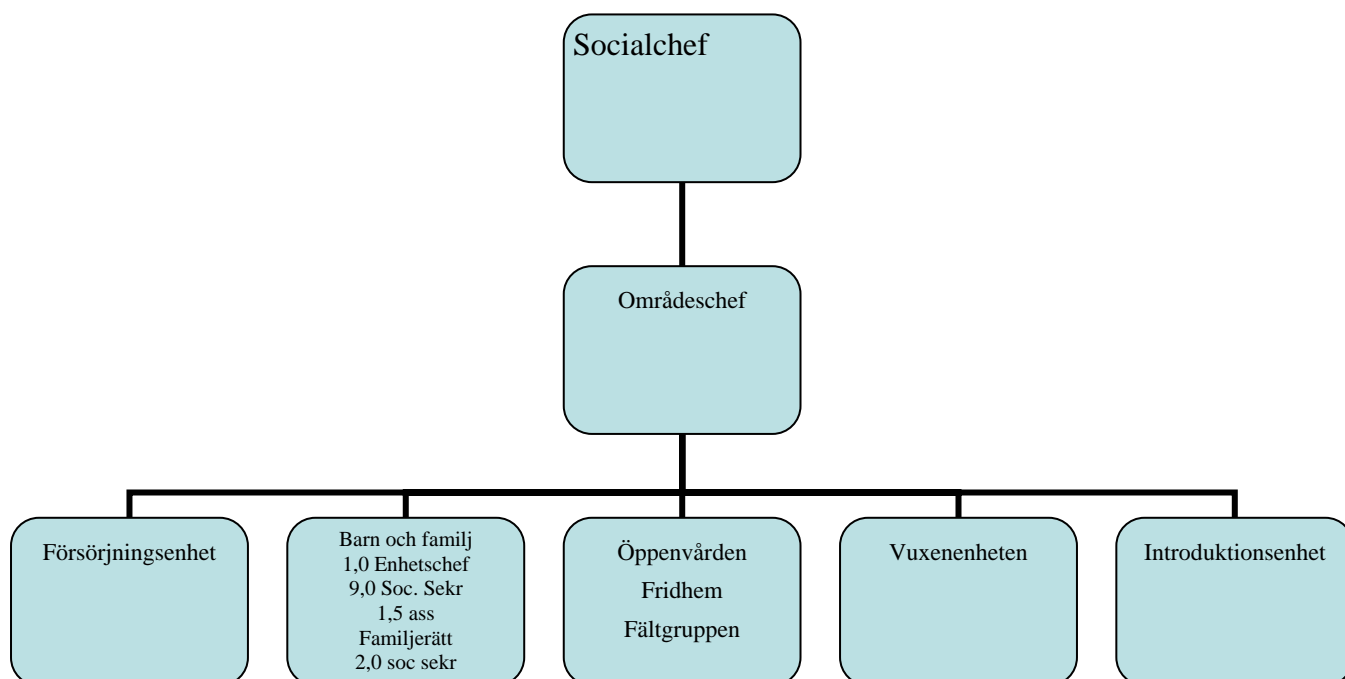 Socialchef
Områdeschef
Försörjningsenhet
Barn och familj
1,0 Enhetschef
9,0 Soc. Sekr
1,5 ass
Familjerätt
2,0 soc sekr
Öppenvården
Fridhem
Fältgruppen
Vuxenenheten
Introduktionsenhet